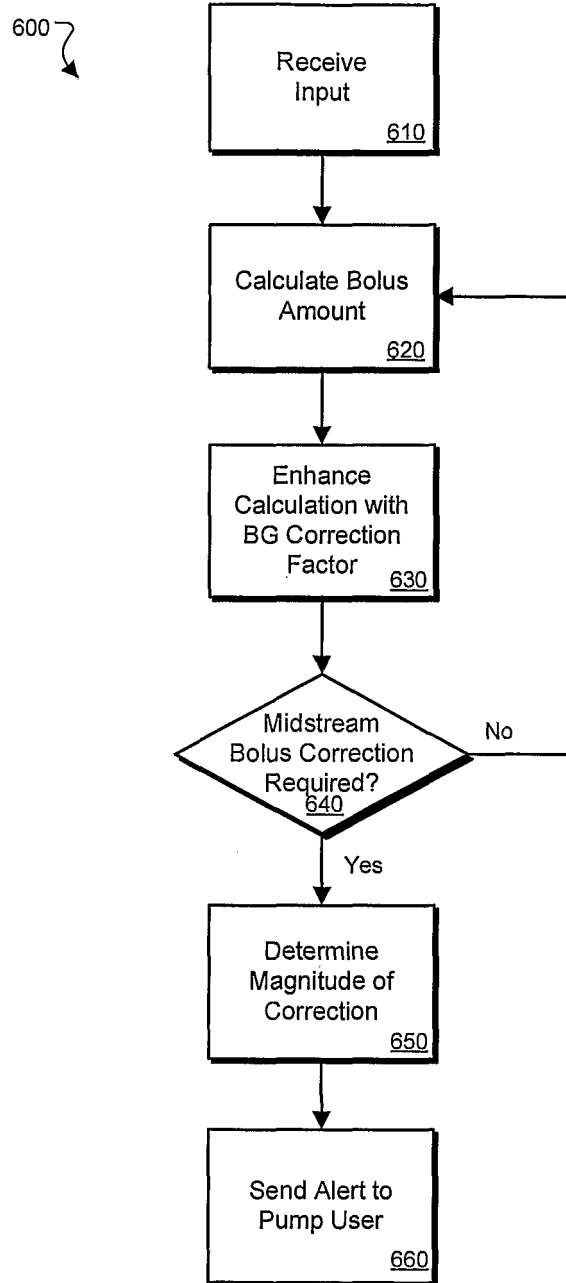 600
Receive
Input
610
Calculate Bolus
Amount
620
Enhance
Calculation with
BG Correction
Factor
630
Midstream
Bolus Correction
Required?
640
No
Yes
Determine
Magnitude of
Correction
650
Send Alert to
Pump User
660